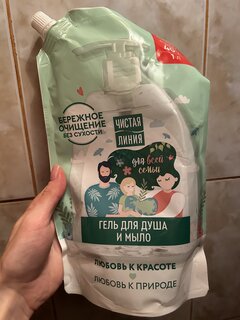 БЕРЕЖНОЕ
ОЧИЩЕНИЕ
БЕЗ СУХОСТИ
ЧИСТАЯ
ЛИНИЯ
для всей
семьи
ГЕЛЬ ДЛЯ ДУША
И МЫЛО
ЛЮБОВЬ К КРАСОТЕ
ЛЮБОВЬ К ПРИРОДЕ